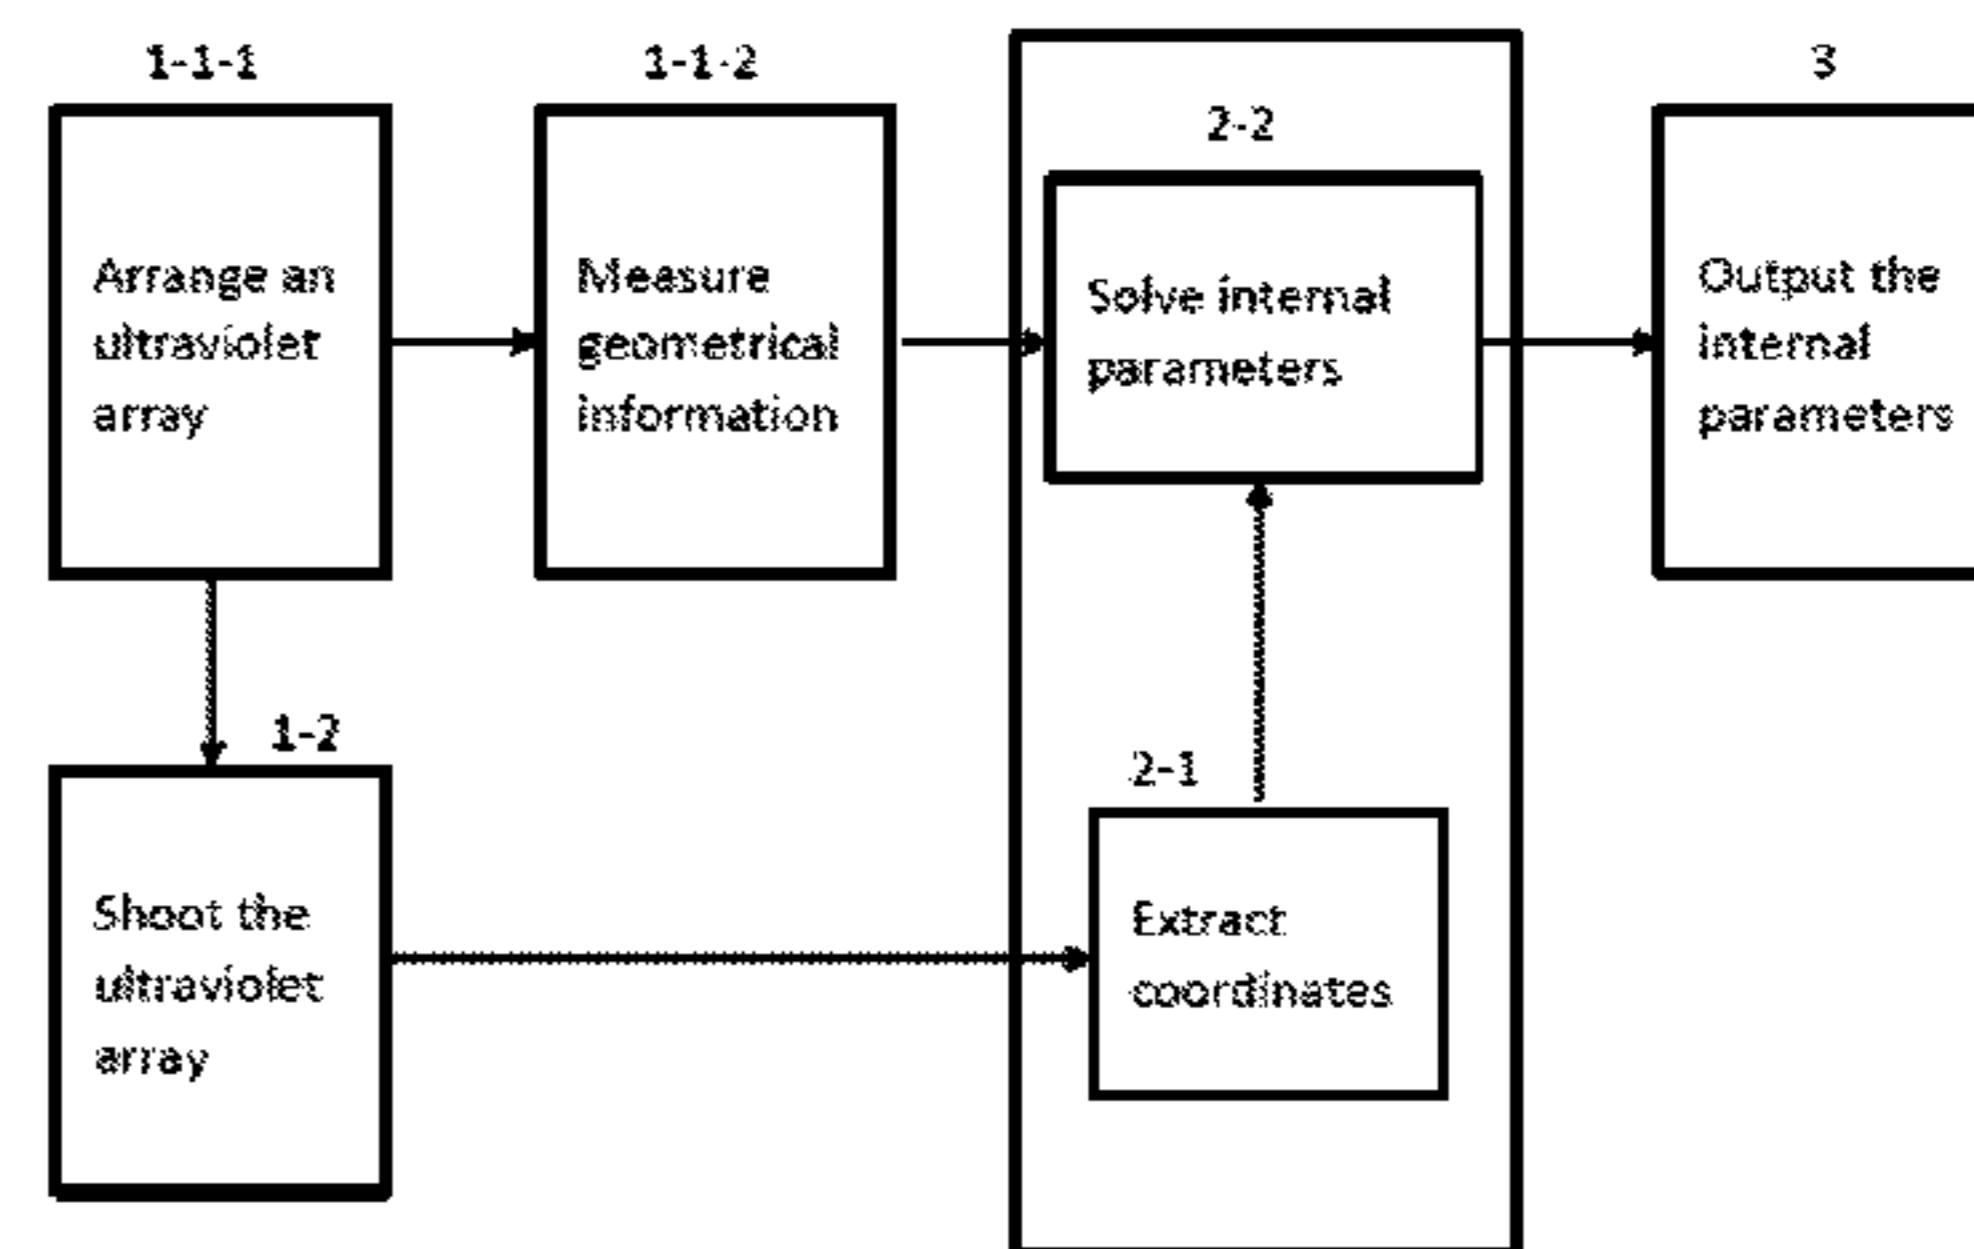 1-1-1
Arrange an
ultraviolet
array
1-1-2
Measure
geometrical
information
2-2
Solve internal
parameters
3
Output the
internal
parameters
1-2
Shoot the
ultraviolet
array
2-1
Extract
coordinates